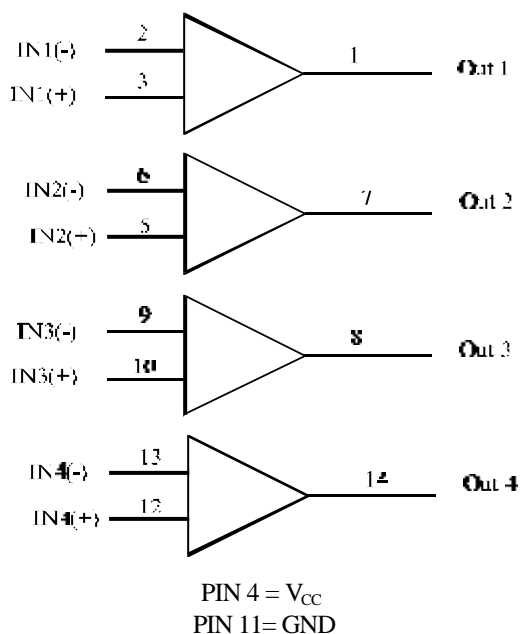 IN1(-) 2
1 Out 1
IN1(+) 3
IN2(-) 6
7 Out 2
IN2(+) 5
IN3(-) 9
8 Out 3
IN3(+) 10
IN4(-) 13
Out 4
IN4(+) 12
PIN 4 = VCC
PIN 11= GND